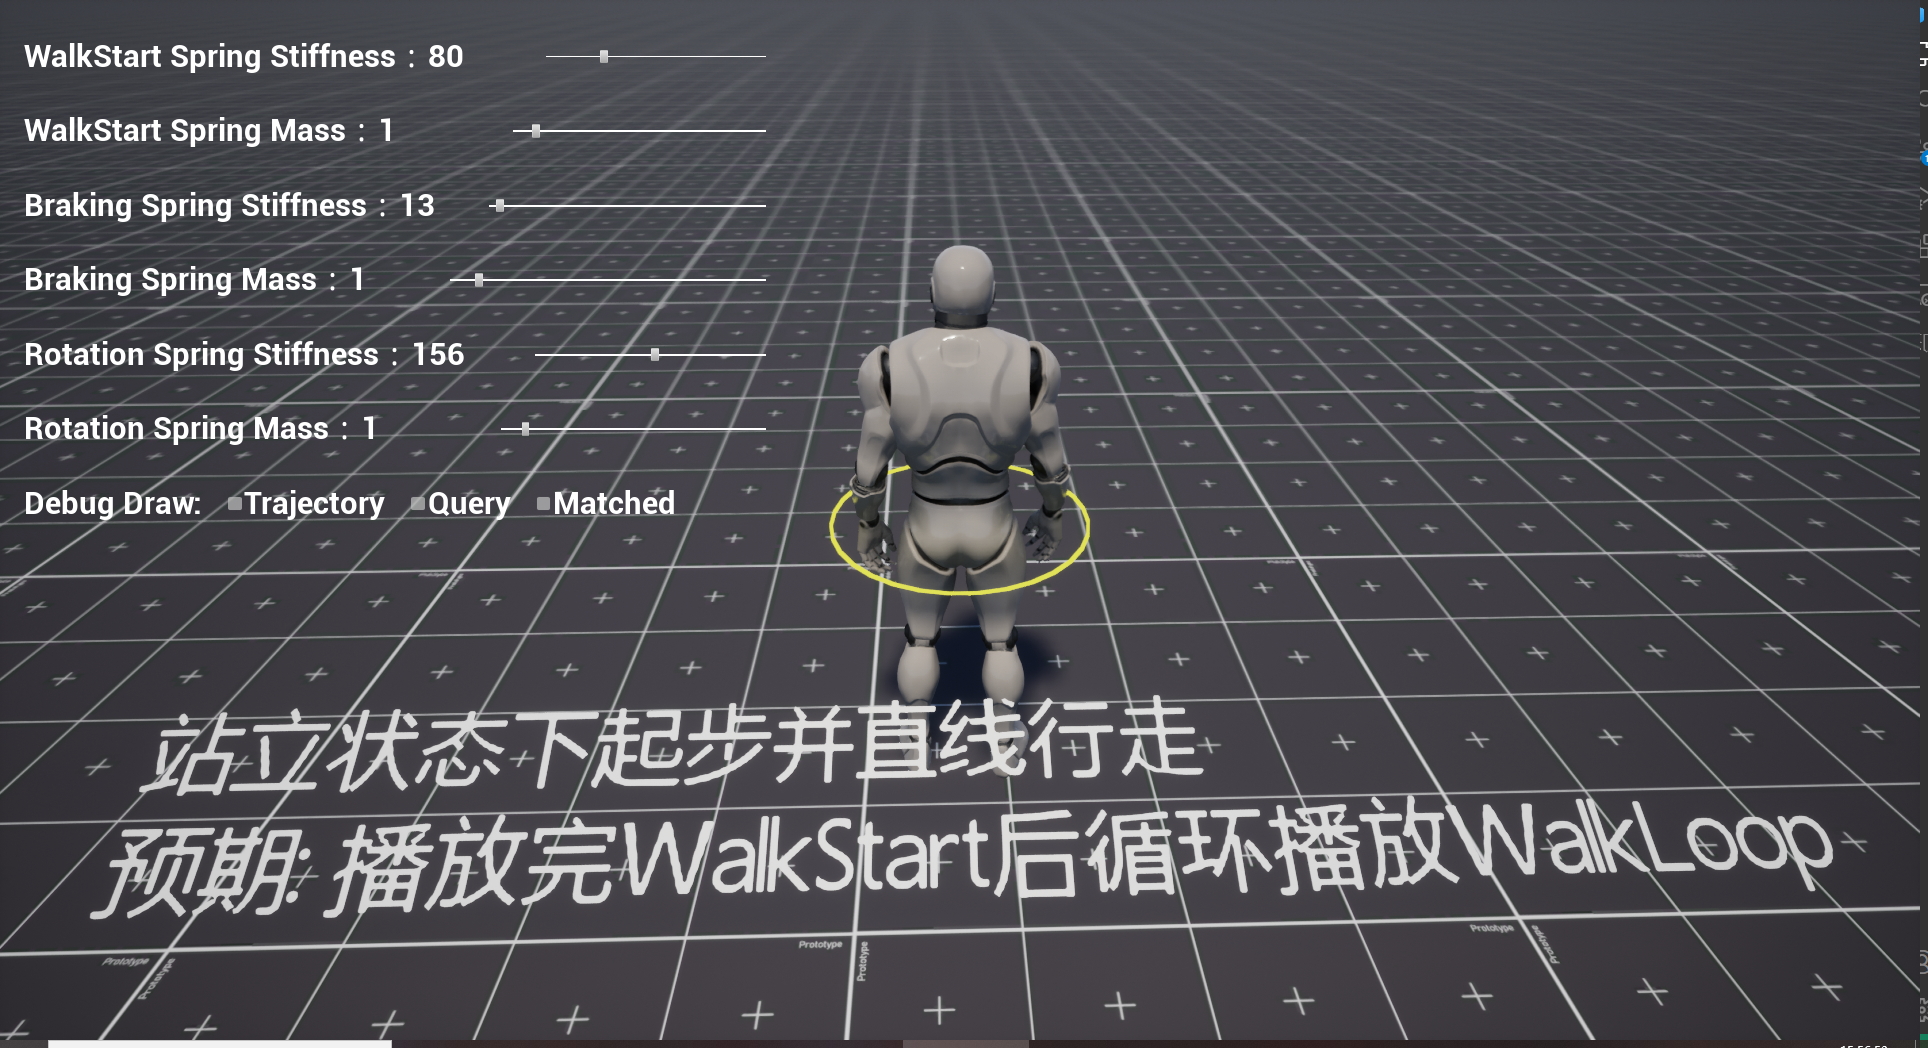 WalkStart Spring Stiffness : 80
WalkStart Spring Mass : 1
Braking Spring Stiffness : 13
Braking Spring Mass : 1
Rotation Spring Stiffness : 156
Rotation Spring Mass : 1
Debug Draw: Trajectory Query Matched
站立状态下起步并直线行走
预期: 播放完WalkStart后循环播放WalkLoop
Prototype
Prototype
Prototype
Prototype
Prototype
Prototype